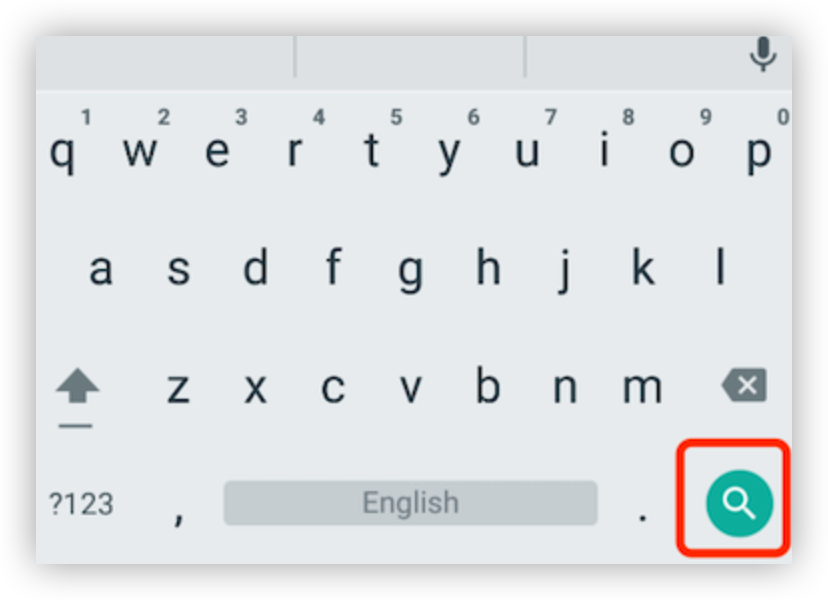 1 2 3 4 5 6 7 8 9 0
q w e r t y u i o p
a s d f g h j k l
z x c v b n m
?123 , English .